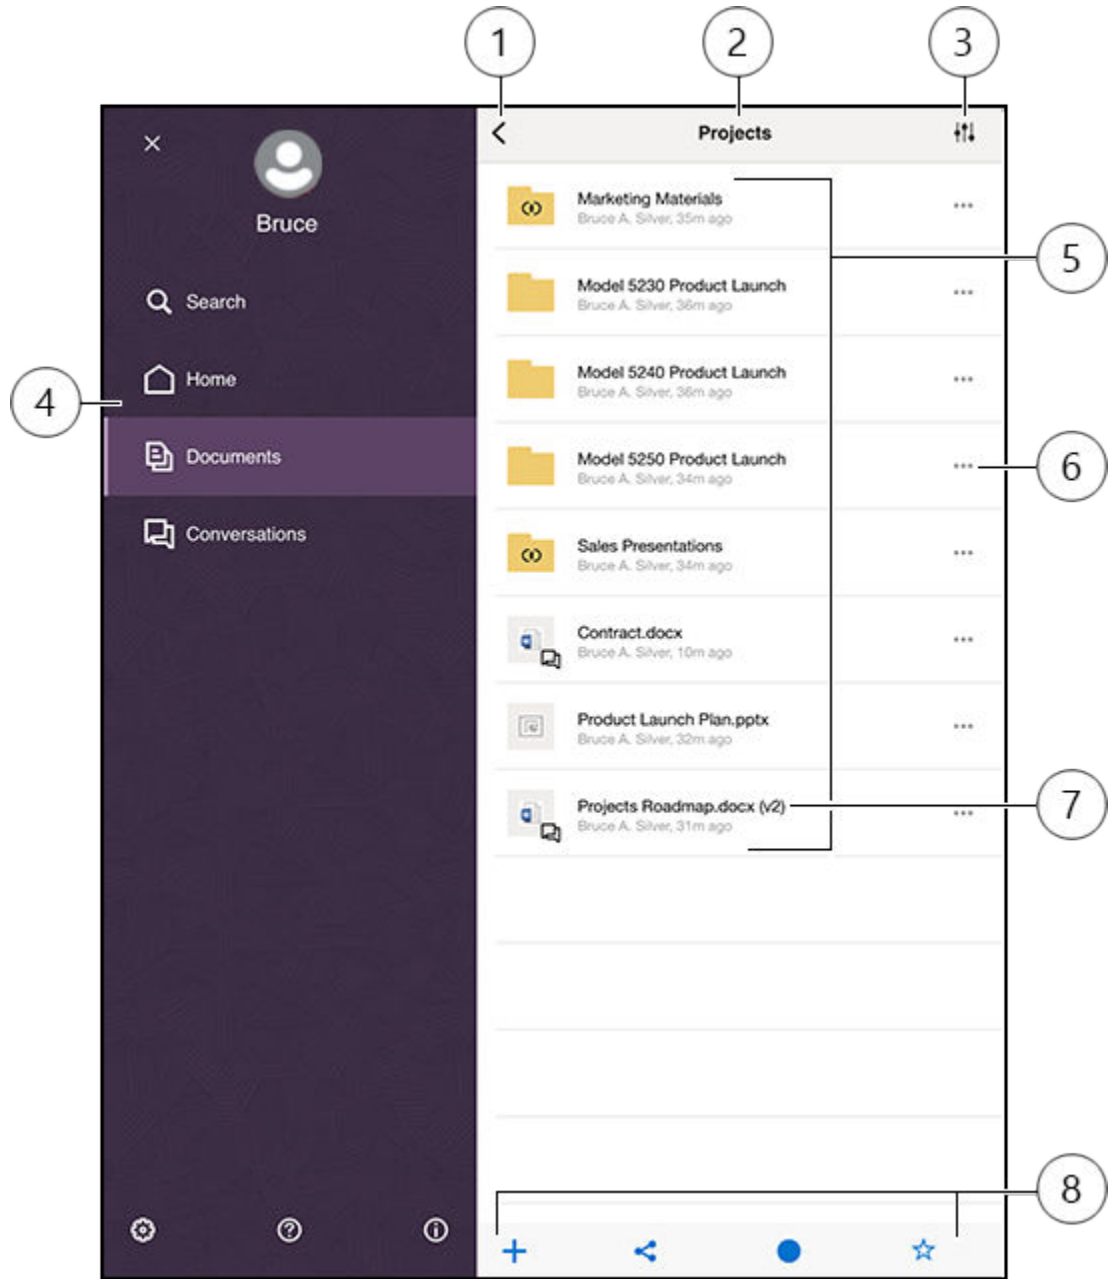 1
2
3
Projects
Bruce
Search
Home
Documents
Conversations
4
Marketing Materials
Bruce A. Silver, 35m ago
5
Model 5230 Product Launch
Bruce A. Silver, 36m ago
Model 5240 Product Launch
Bruce A. Silver, 36m ago
Model 5250 Product Launch
Bruce A. Silver, 34m ago
6
Sales Presentations
Bruce A. Silver, 34m ago
Contract.docx
Bruce A. Silver, 10m ago
Product Launch Plan.pptx
Bruce A. Silver, 32m ago
Projects Roadmap.docx (v2)
Bruce A. Silver, 31m ago
7
8